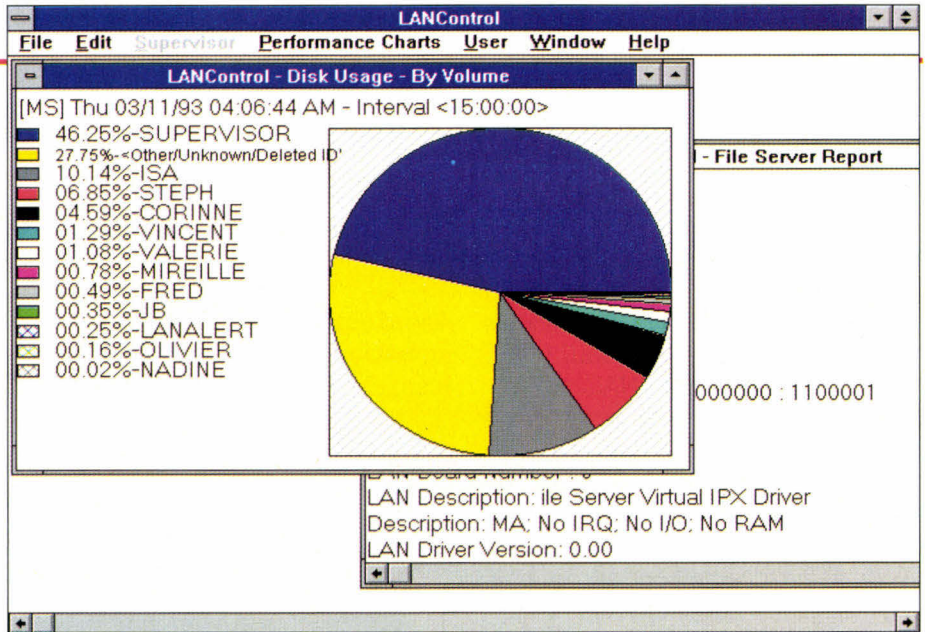 LANControl
File Edit Supervisor Performance Charts User Window Help
LANControl - Disk Usage - By Volume
[MS] Thu 03/11/93 04:06:44 AM - Interval <15:00:00>
46.25%-SUPERVISOR
27.75%-<Other/Unknown/Deleted ID'
10.14%-ISA
06.85%-STEPH
04.59%-CORINNE
01.29%-VINCENT
01.08%-VALERIE
00.78%-MIREILLE
00.49%-FRED
00.35%-JB
00.25%-LANALERT
00.16%-OLIVIER
00.02%-NADINE
- File Server Report
000000 : 1100001
LAN Board Number :
LAN Description: ile Server Virtual IPX Driver
Description: MA; No IRQ; No I/O; No RAM
LAN Driver Version: 0.00